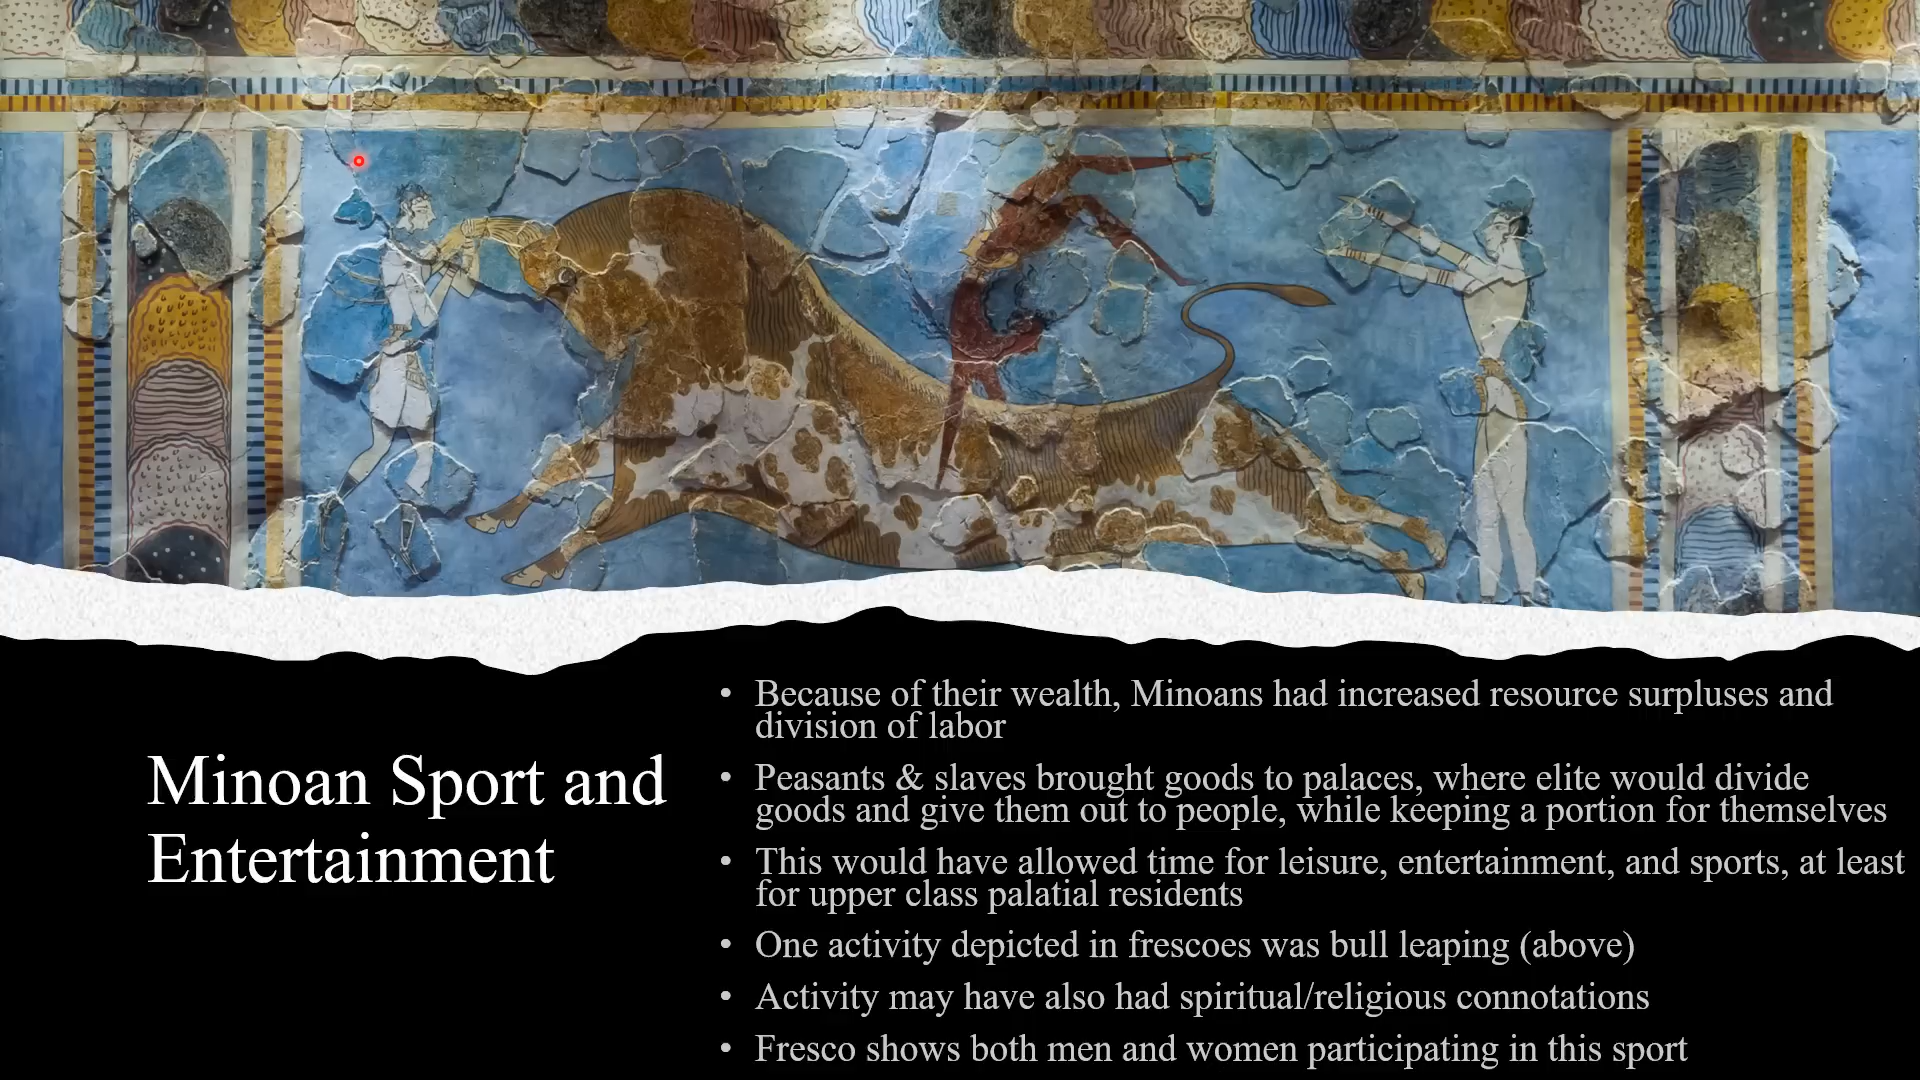 Minoan Sport and
Entertainment
• Because of their wealth, Minoans had increased resource surpluses and
division of labor
• Peasants & slaves brought goods to palaces, where elite would divide
goods and give them out to people, while keeping a portion for themselves
• This would have allowed time for leisure, entertainment, and sports, at least
for upper class palatial residents
• One activity depicted in frescoes was bull leaping (above)
• Activity may have also had spiritual/religious connotations
• Fresco shows both men and women participating in this sport